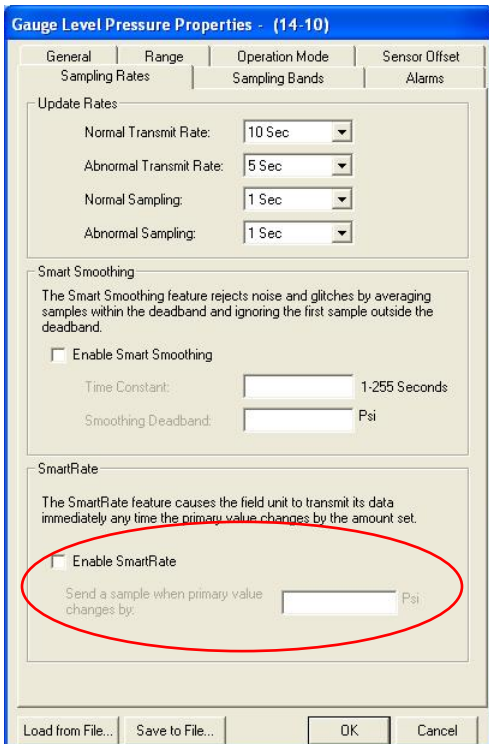 Gauge Level Pressure Properties - (14-10)
General Range Operation Mode Sensor Offset
Sampling Rates Sampling Bands Alarms
Update Rates
Normal Transmit Rate: 10 Sec
Abnormal Transmit Rate: 5 Sec
Normal Sampling: 1 Sec
Abnormal Sampling: 1 Sec
Smart Smoothing
The Smart Smoothing feature rejects noise and glitches by averaging
samples within the deadband and ignoring the first sample outside the
deadband.
Enable Smart Smoothing
Time Constant: 1-255 Seconds
Smoothing Deadband: Psi
SmartRate
The SmartRate feature causes the field unit to transmit its data
immediately any time the primary value changes by the amount set.
Enable SmartRate
Send a sample when primary value
changes by: Psi
Load from File... Save to File... OK Cancel